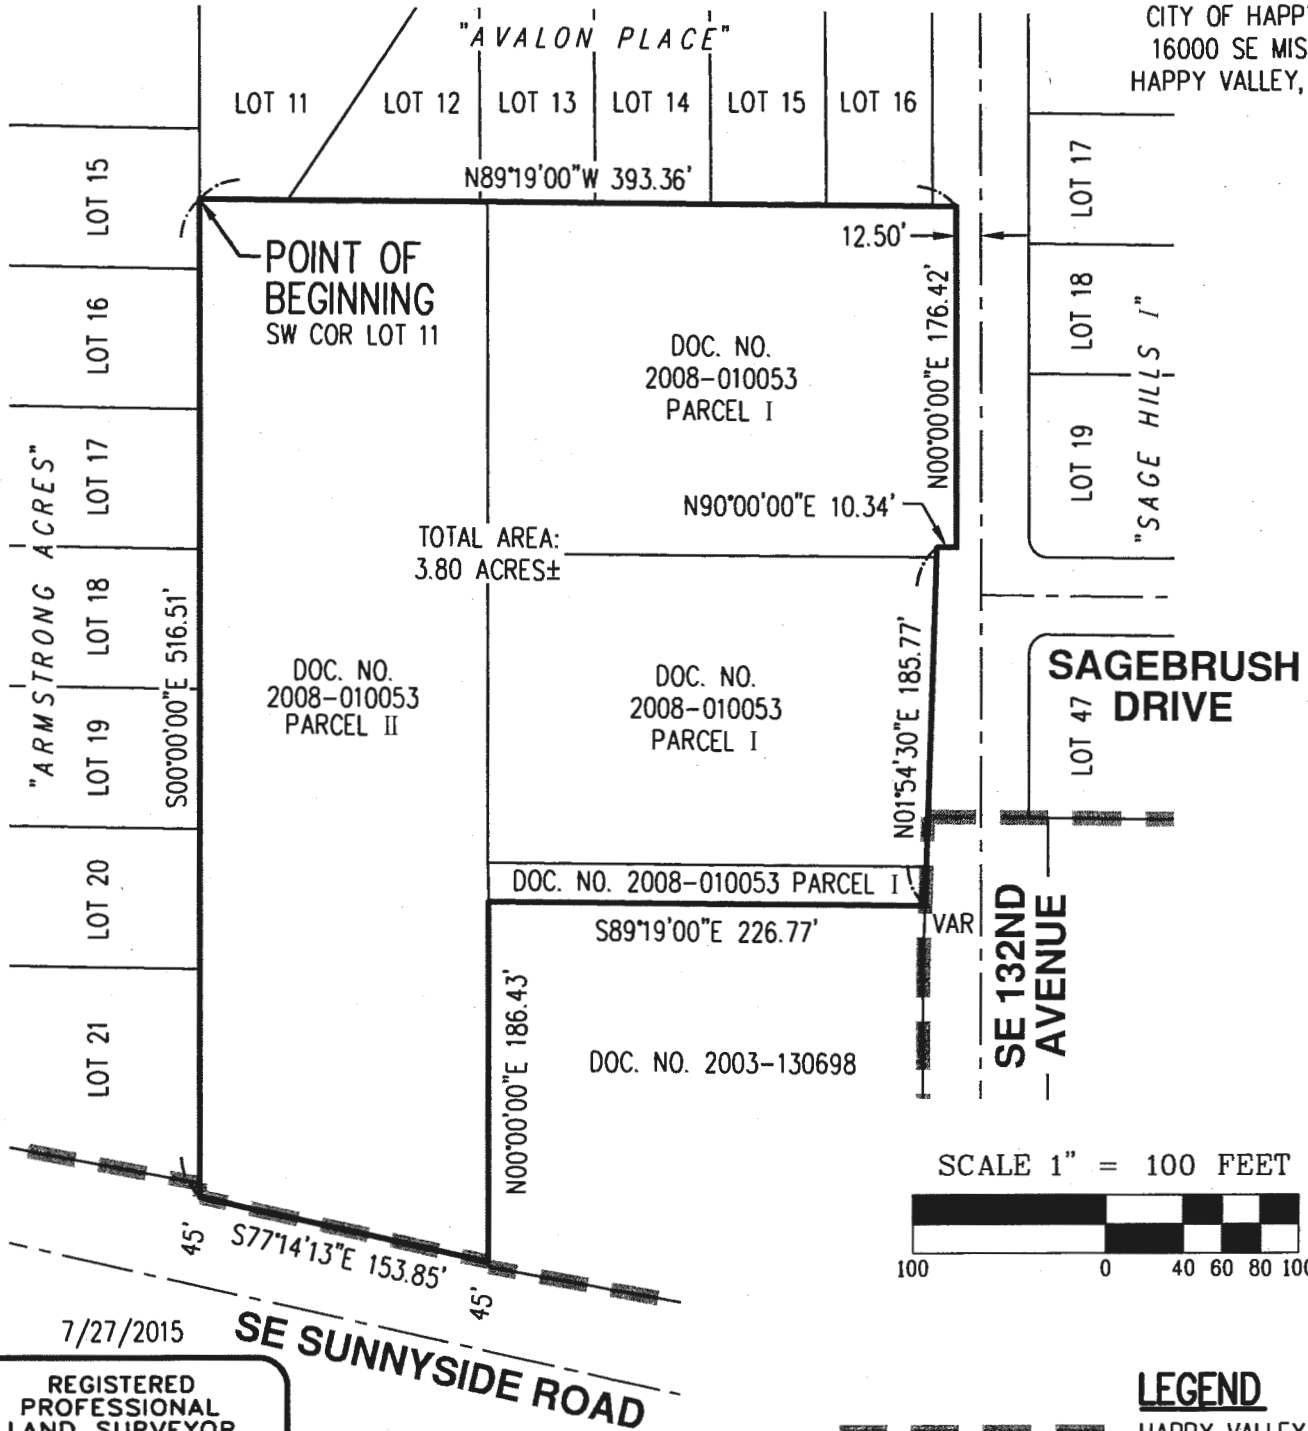 CITY OF HAPP
16000 SE MIS
HAPPY VALLEY,
"AVALON PLACE"
LOT 11
LOT 12
LOT 13
LOT 14
LOT 15
LOT 16
N89°19'00"W 393.36'
12.50'
POINT OF
BEGINNING
SW COR LOT 11
LOT 15
LOT 16
LOT 17
LOT 18
LOT 19
LOT 20
LOT 21
"ARMSTRONG ACRES"
S00°00'00"E 516.51'
DOC. NO.
2008-010053
PARCEL I
N00°00'00"E 176.42'
N90°00'00"E 10.34'
TOTAL AREA:
3.80 ACRES±
DOC. NO.
2008-010053
PARCEL II
DOC. NO.
2008-010053
PARCEL I
N01°54'30"E 185.77'
LOT 17
LOT 18
LOT 19
"SAGE HILLS I"
SAGEBRUSH
DRIVE
LOT 47
DOC. NO. 2008-010053 PARCEL I
S89°19'00"E 226.77'
VAR
SE 132ND
AVENUE
N00°00'00"E 186.43'
DOC. NO. 2003-130698
45'
S77°14'13"E 153.85'
45'
SE SUNNYSIDE ROAD
SCALE 1" = 100 FEET
100 0 40 60 80 100
7/27/2015
REGISTERED
PROFESSIONAL
LAND SURVEYOR
LEGEND
HAPPY VALLEY